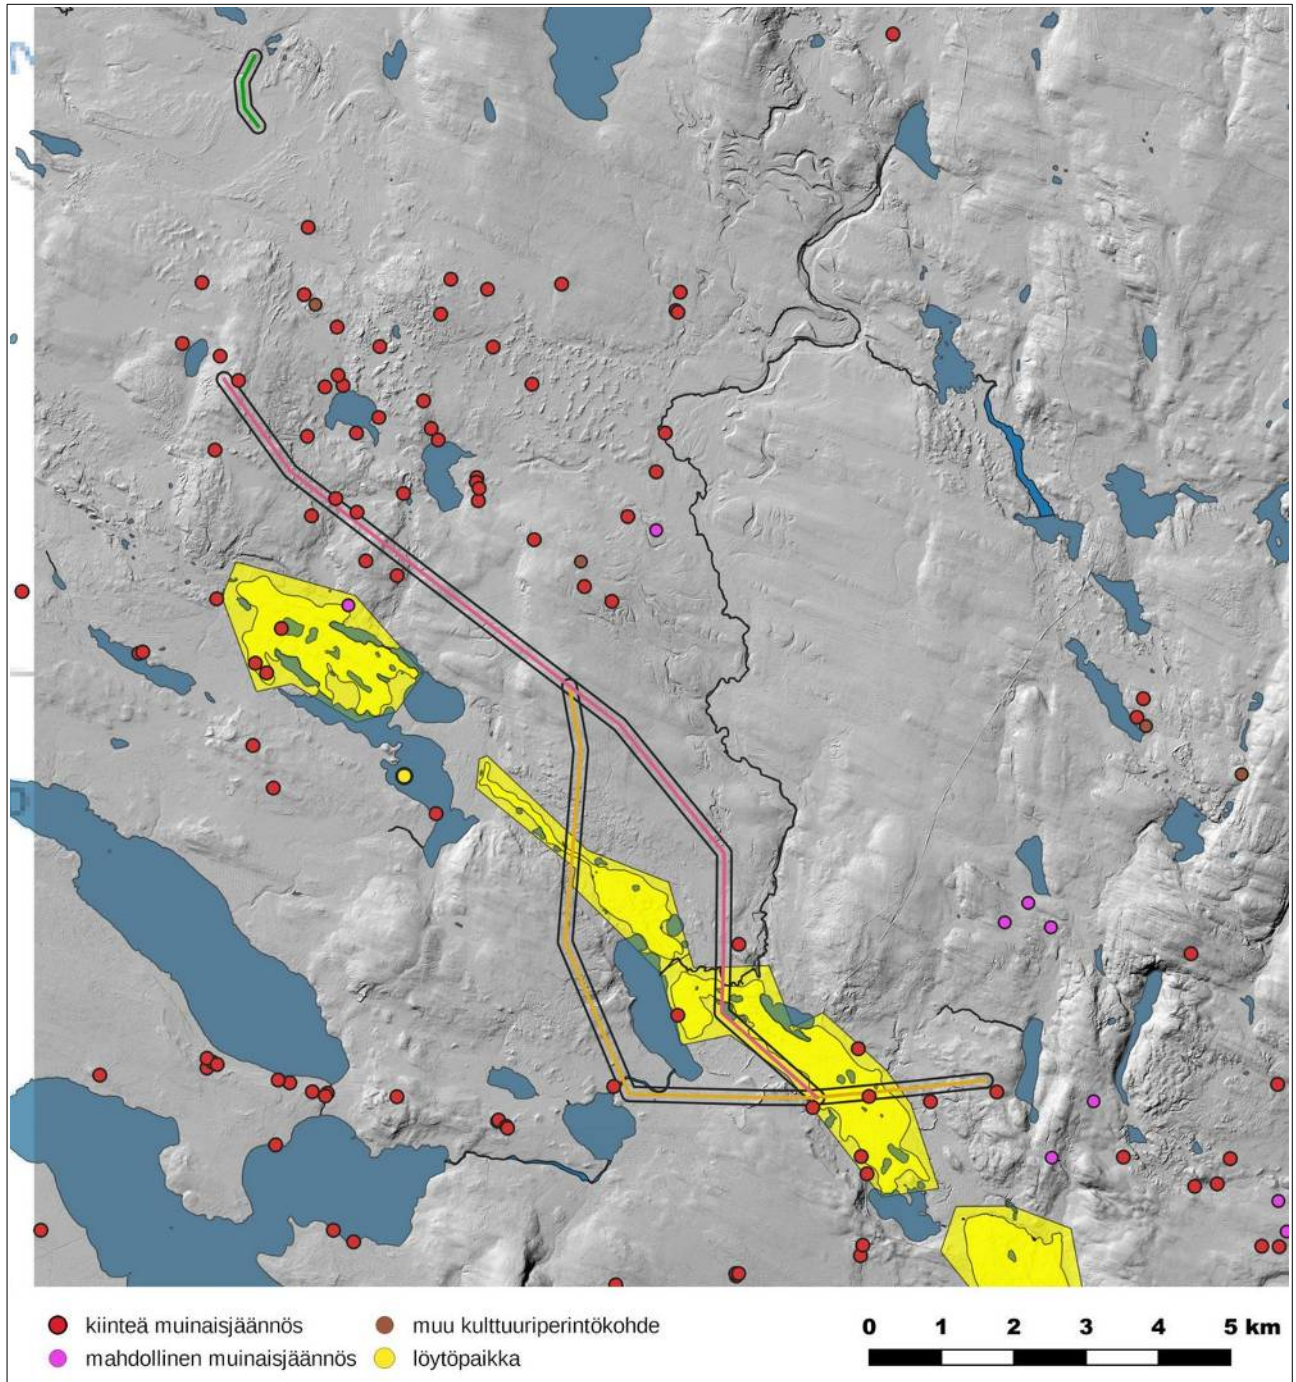 kiinteä muinaisjäännös
muu kulttuuriperintökohde
mahdollinen muinaisjäännös
löytöpaikka
0 1 2 3 4 5 km